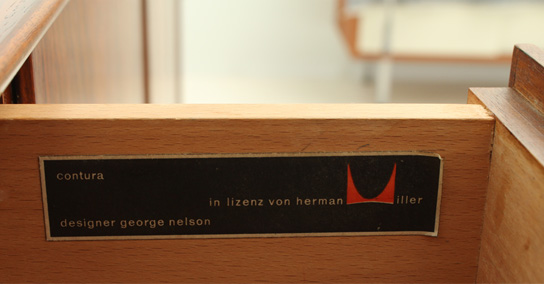 contura
in lizenz von herman Miller
designer george nelson